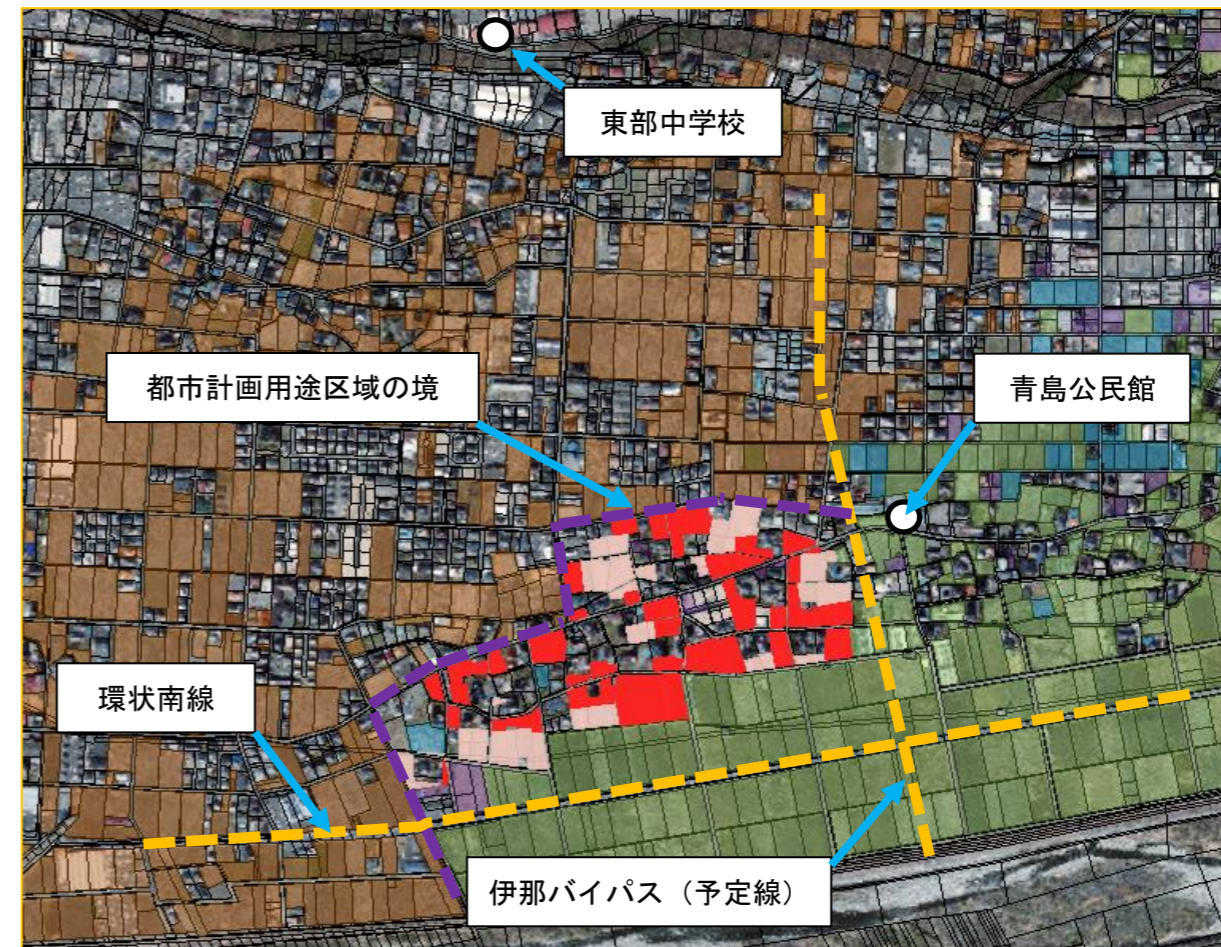 東部中学校
都市計画用途区域の境
青島公民館
環状南線
伊那バイパス（予定線）